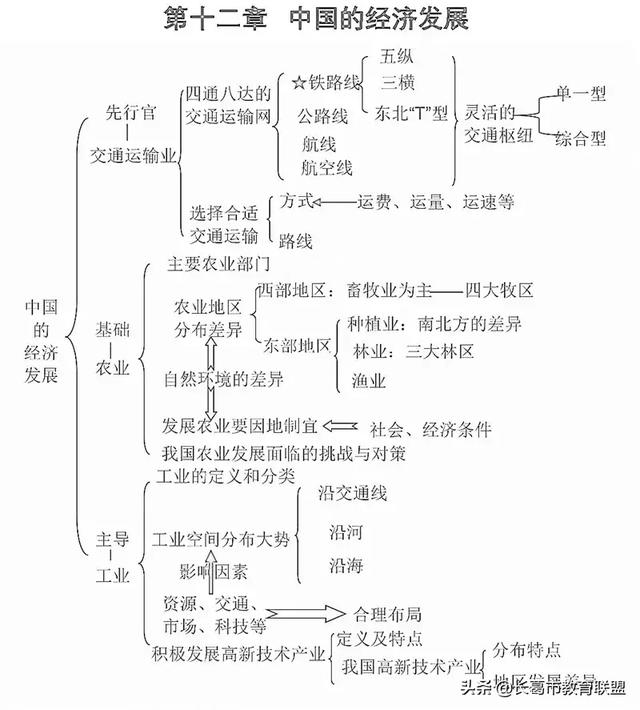 第十二章 中国的经济发展
中国
的
经济
发展
先行官
交通运输业
四通八达的
交通运输网
☆铁路线
五纵
三横
东北“T”型
公路线
航线
航空线
灵活的
交通枢纽
单一型
综合型
选择合适
交通运输
方式
运费、运量、运速等
路线
基础
农业
主要农业部门
农业地区
分布差异
西部地区：畜牧业为主
四大牧区
东部地区
种植业：南北方的差异
林业：三大林区
渔业
自然环境的差异
发展农业要因地制宜
社会、经济条件
我国农业发展面临的挑战与对策
主导
工业
工业的定义和分类
工业空间分布大势
沿交通线
沿河
沿海
影响因素
资源、交通、
市场、科技等
合理布局
积极发展高新技术产业
定义及特点
我国高新技术产业
分布特点
地区发展差异
头条@长葛市教育联盟